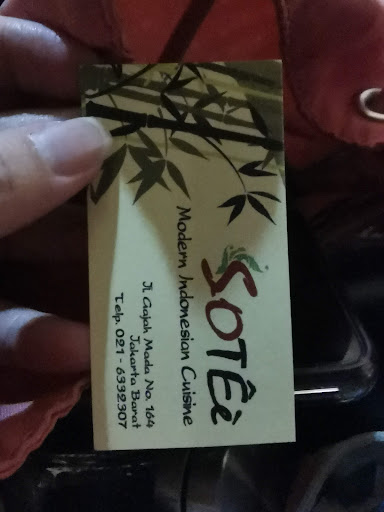 SOTÊè
Modern Indonesian Cuisine
Jl. Gajah Mada No. 164
Jakarta Barat
Telp. 021 - 6332307